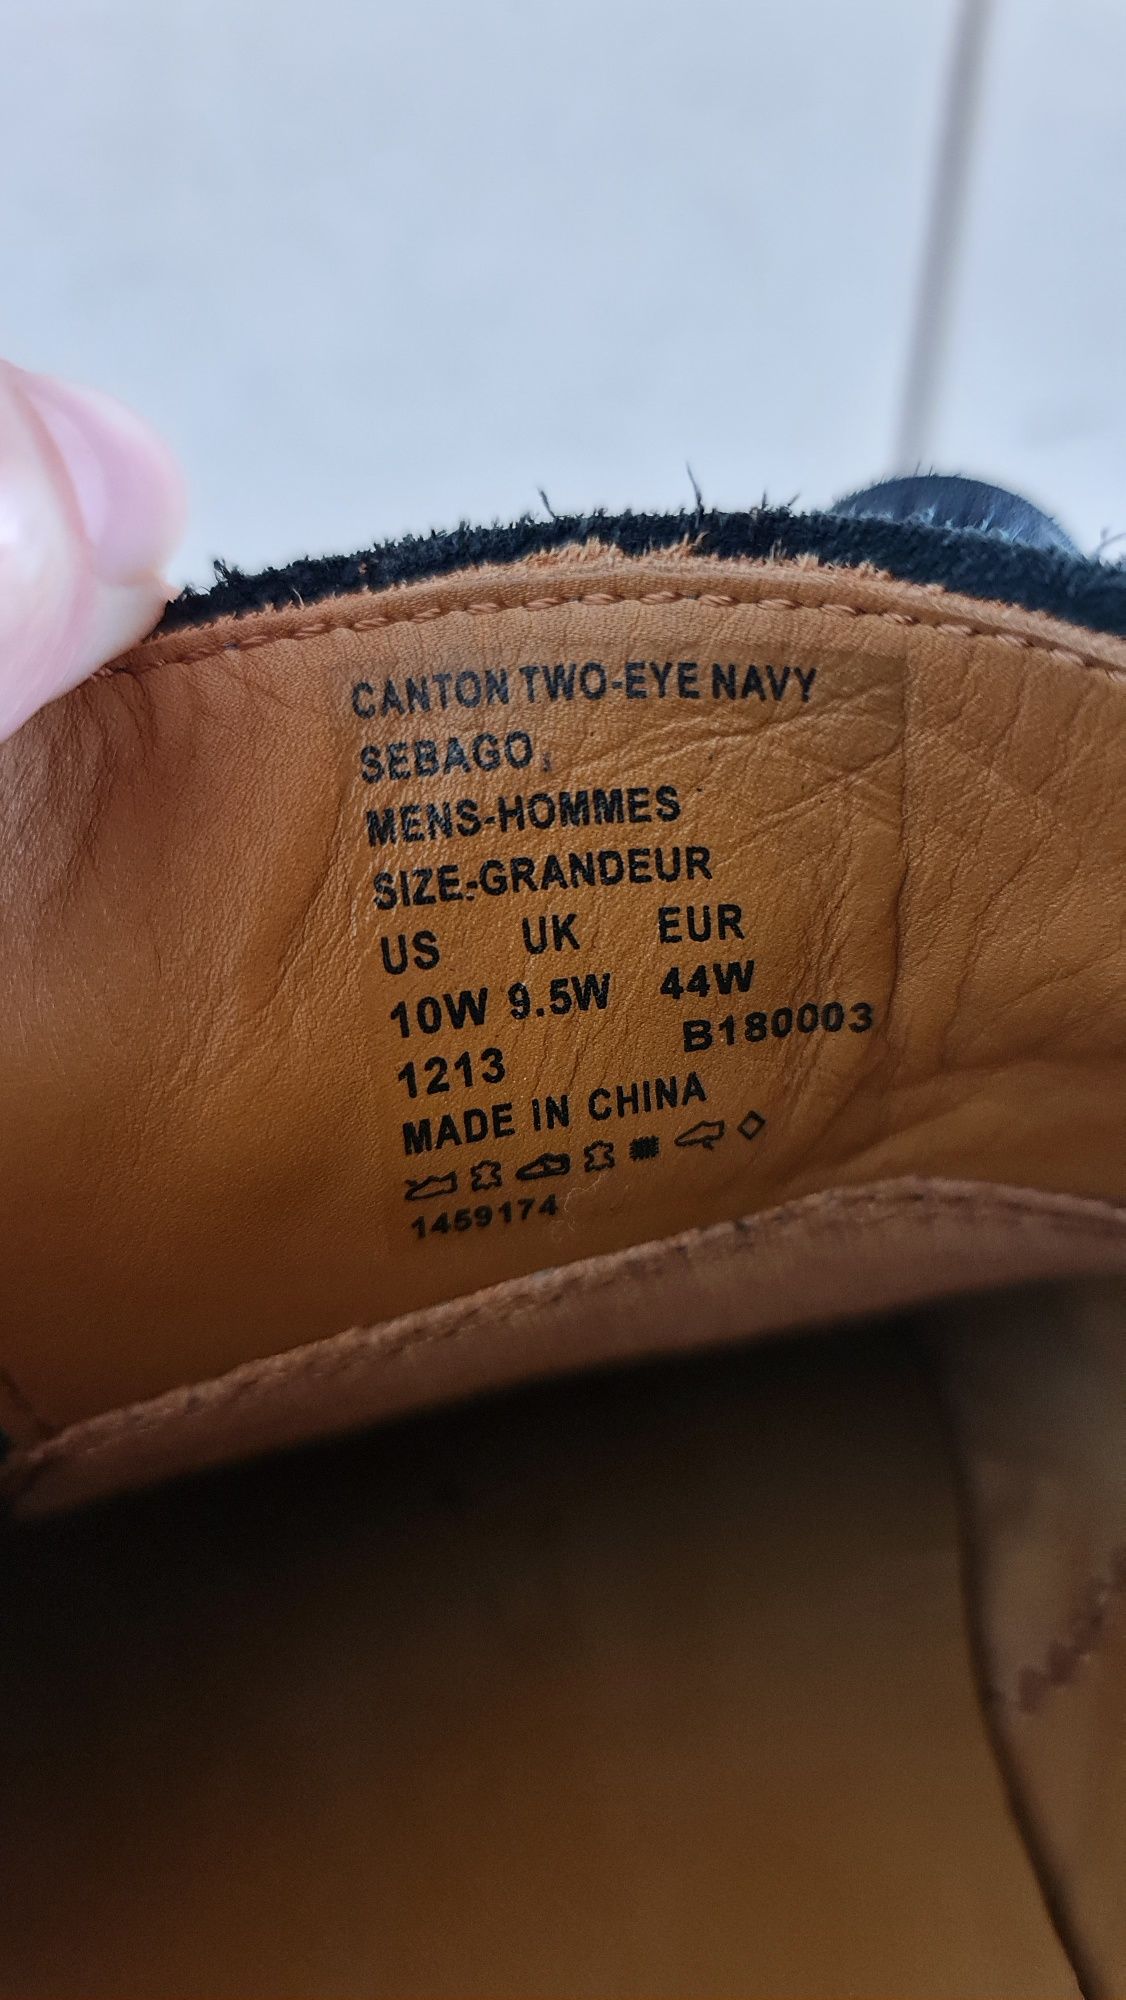 CANTON TWO-EYE NAVY
SEBAGO
MENS-HOMMES
SIZE-GRANDEUR
US UK EUR
10W 9.5W 44W
1213 B180003
MADE IN CHINA
1459174